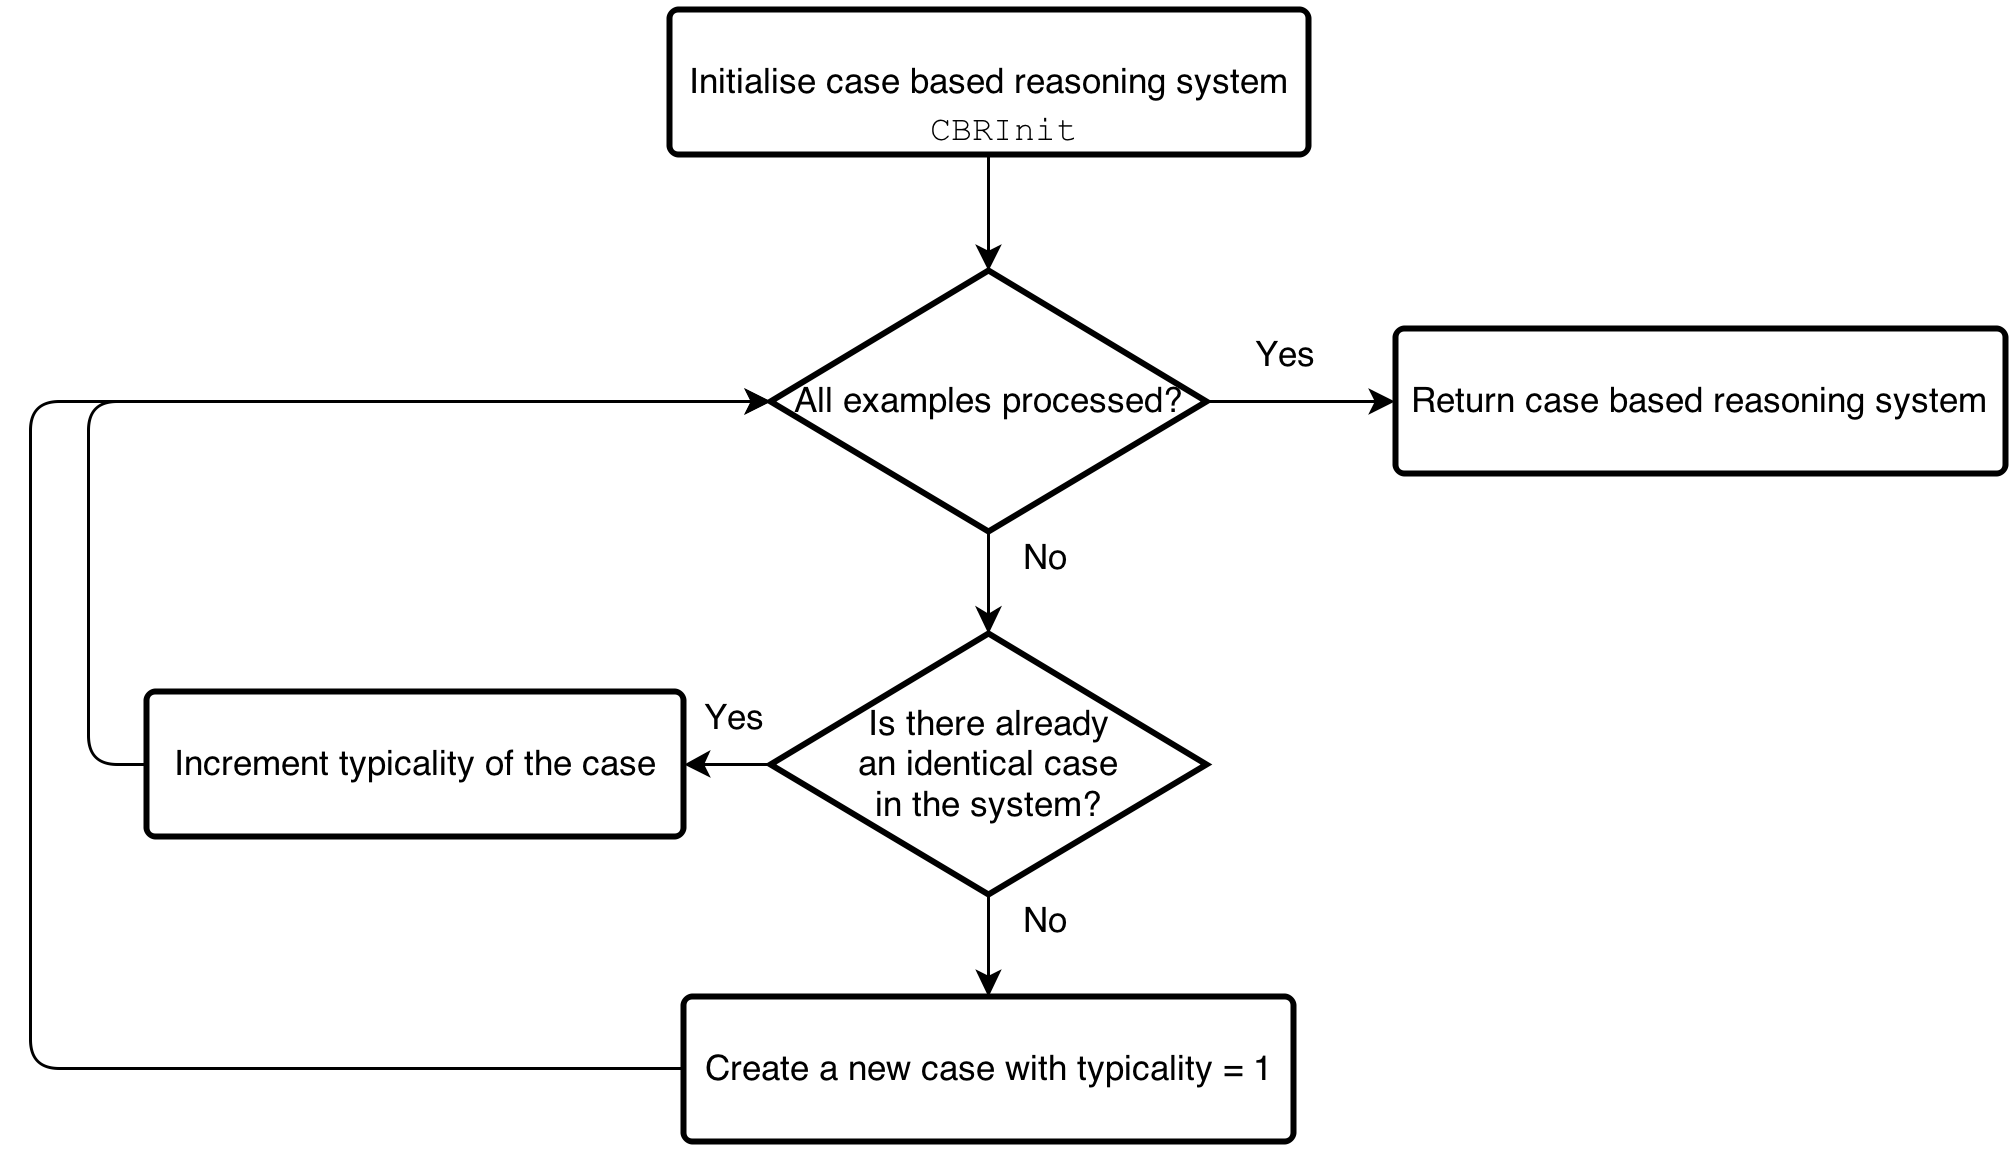 Initialise case based reasoning system
CBRInit
All examples processed?
Yes
Return case based reasoning system
No
Is there already
an identical case
in the system?
Yes
Increment typicality of the case
No
Create a new case with typicality = 1